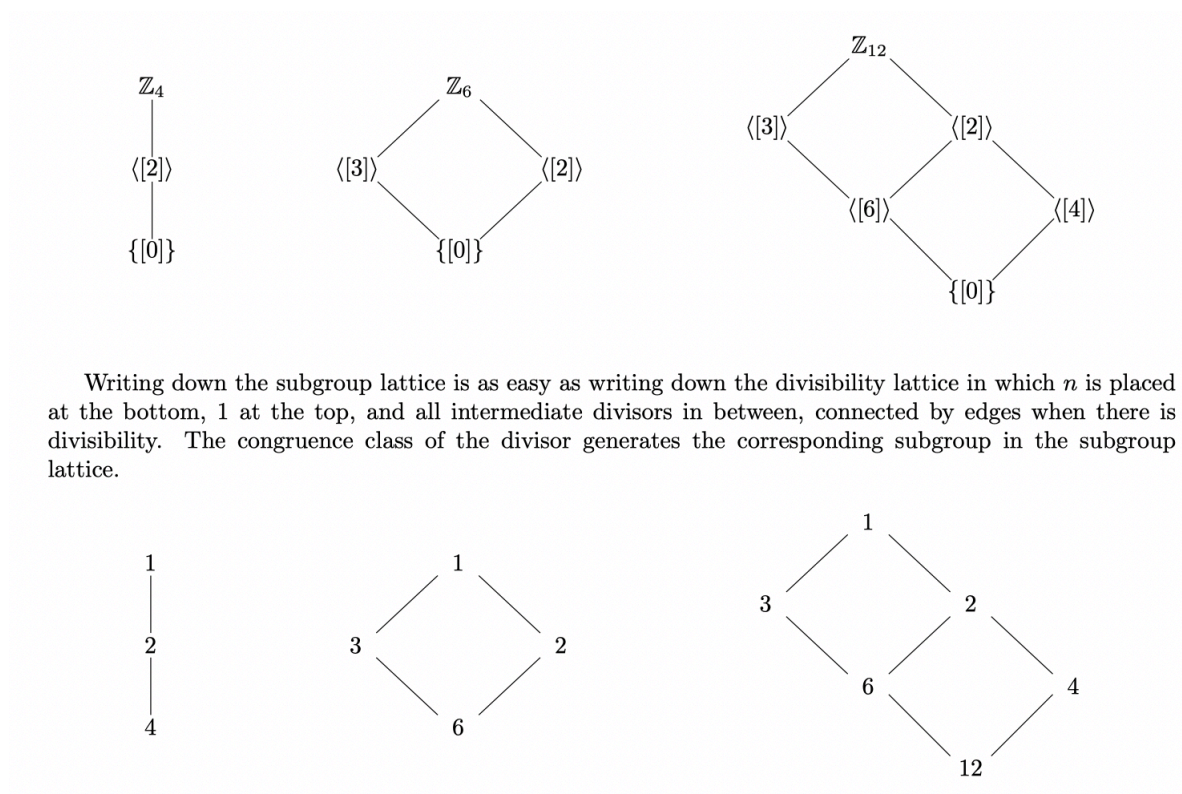 ℤ₁₂
ℤ₄ ℤ₆
⟨[3]⟩ ⟨[2]⟩
⟨[2]⟩ ⟨[3]⟩ ⟨[2]⟩
⟨[6]⟩ ⟨[4]⟩
{[0]} {[0]}
{[0]}
Writing down the subgroup lattice is as easy as writing down the divisibility lattice in which n is placed
at the bottom, 1 at the top, and all intermediate divisors in between, connected by edges when there is
divisibility. The congruence class of the divisor generates the corresponding subgroup in the subgroup
lattice.
1
1 1
3 2
2 3 2
6 4
4 6
12